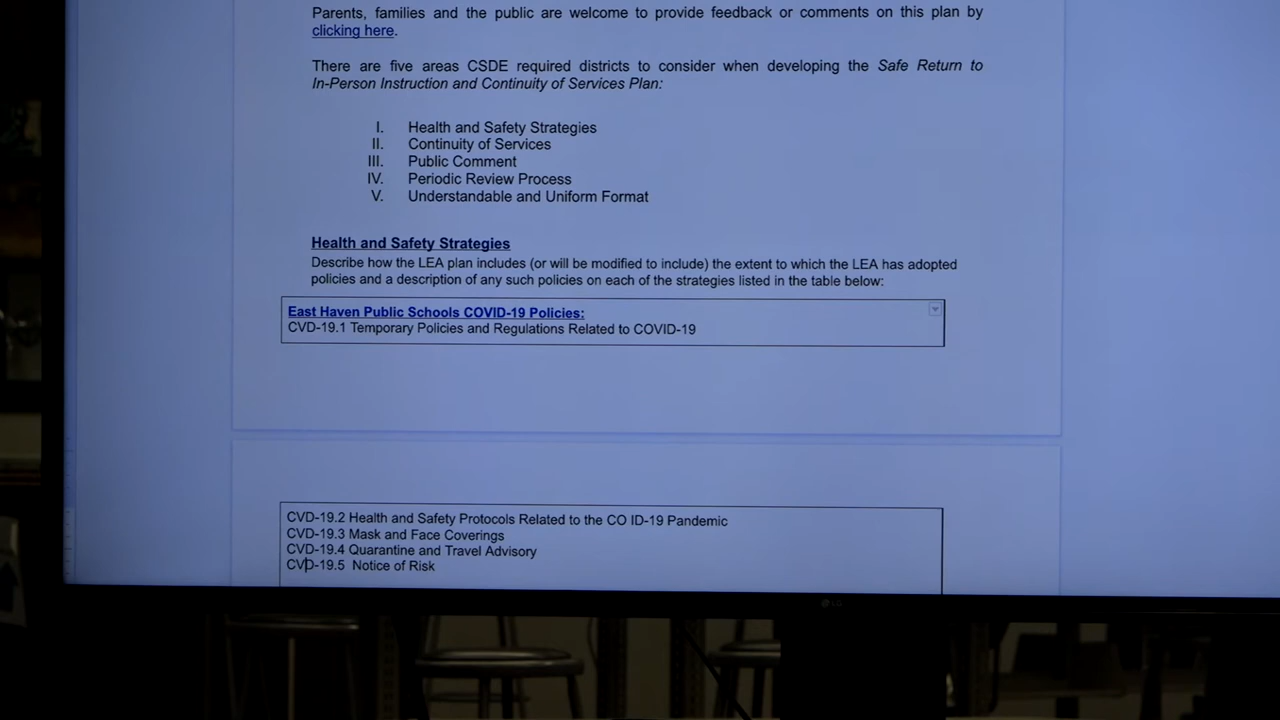 Parents, families and the public are welcome to provide feedback or comments on this plan by
clicking here.
There are five areas CSDE required districts to consider when developing the Safe Return to
In-Person Instruction and Continuity of Services Plan:
I. Health and Safety Strategies
II. Continuity of Services
III. Public Comment
IV. Periodic Review Process
V. Understandable and Uniform Format
Health and Safety Strategies
Describe how the LEA plan includes (or will be modified to include) the extent to which the LEA has adopted
policies and a description of any such policies on each of the strategies listed in the table below:
East Haven Public Schools COVID-19 Policies:
CVD-19.1 Temporary Policies and Regulations Related to COVID-19
CVD-19.2 Health and Safety Protocols Related to the CO ID-19 Pandemic
CVD-19.3 Mask and Face Coverings
CVD-19.4 Quarantine and Travel Advisory
CVD-19.5 Notice of Risk
LG